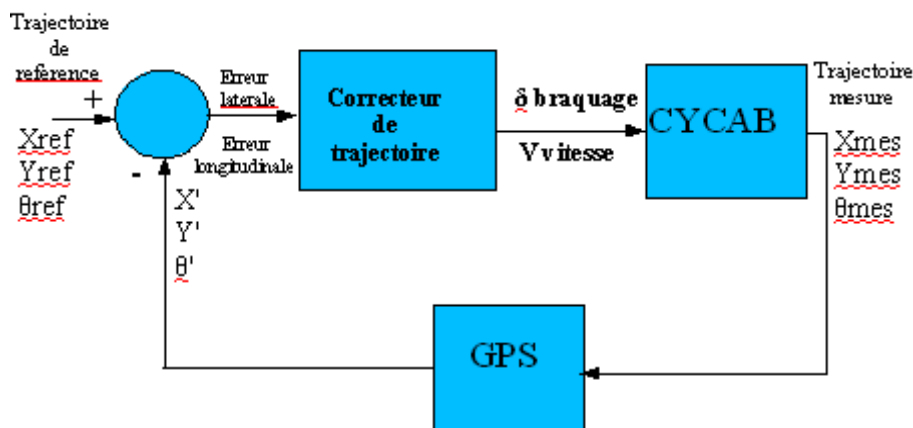 Trajectoire
de
reference
+
Xref
Yref
θref
-
Erreur
laterale
Erreur
longitudinale
Correcteur
de
trajectoire
δ braquage
V vitesse
CYCAB
Trajectoire
mesure
Xmes
Ymes
θmes
X'
Y'
θ'
GPS